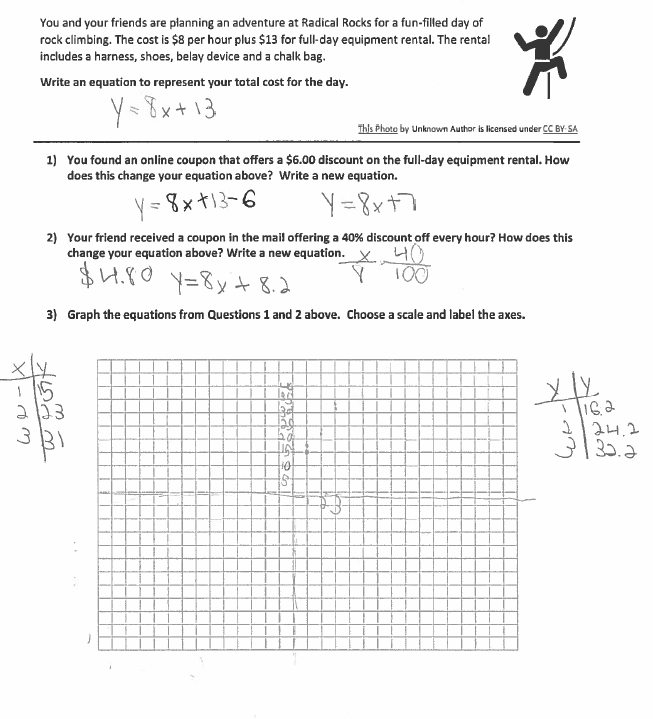 You and your friends are planning an adventure at Radical Rocks for a fun-filled day of
rock climbing. The cost is $8 per hour plus $13 for full-day equipment rental. The rental
includes a harness, shoes, belay device and a chalk bag.
Write an equation to represent your total cost for the day.
y = 8x + 13
This Photo by Unknown Author is licensed under CC BY-SA
1) You found an online coupon that offers a $6.00 discount on the full-day equipment rental. How
does this change your equation above? Write a new equation.
y = 8x+13-6 y = 8x+7
2) Your friend received a coupon in the mail offering a 40% discount off every hour? How does this
change your equation above? Write a new equation. x 40
$4.80 y=8x + 8.2 y 100
3) Graph the equations from Questions 1 and 2 above. Choose a scale and label the axes.
x y
1 15
2 23
3 31
y y
1 16.2
2 24.2
3 32.2
20
15
10
5
2 3